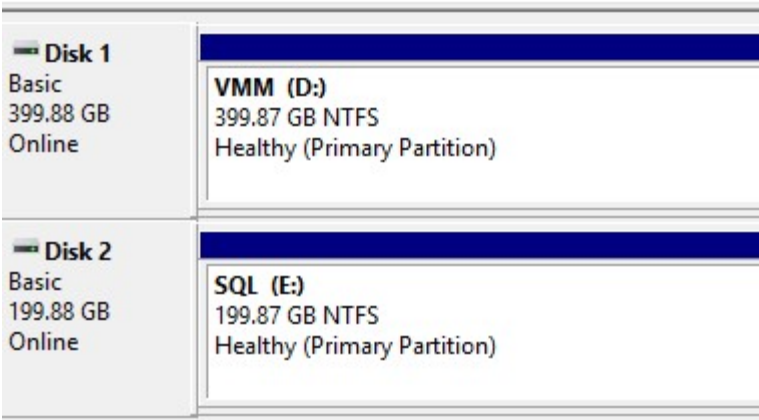 Disk 1
Basic
399.88 GB
Online
VMM (D:)
399.87 GB NTFS
Healthy (Primary Partition)
Disk 2
Basic
199.88 GB
Online
SQL (E:)
199.87 GB NTFS
Healthy (Primary Partition)